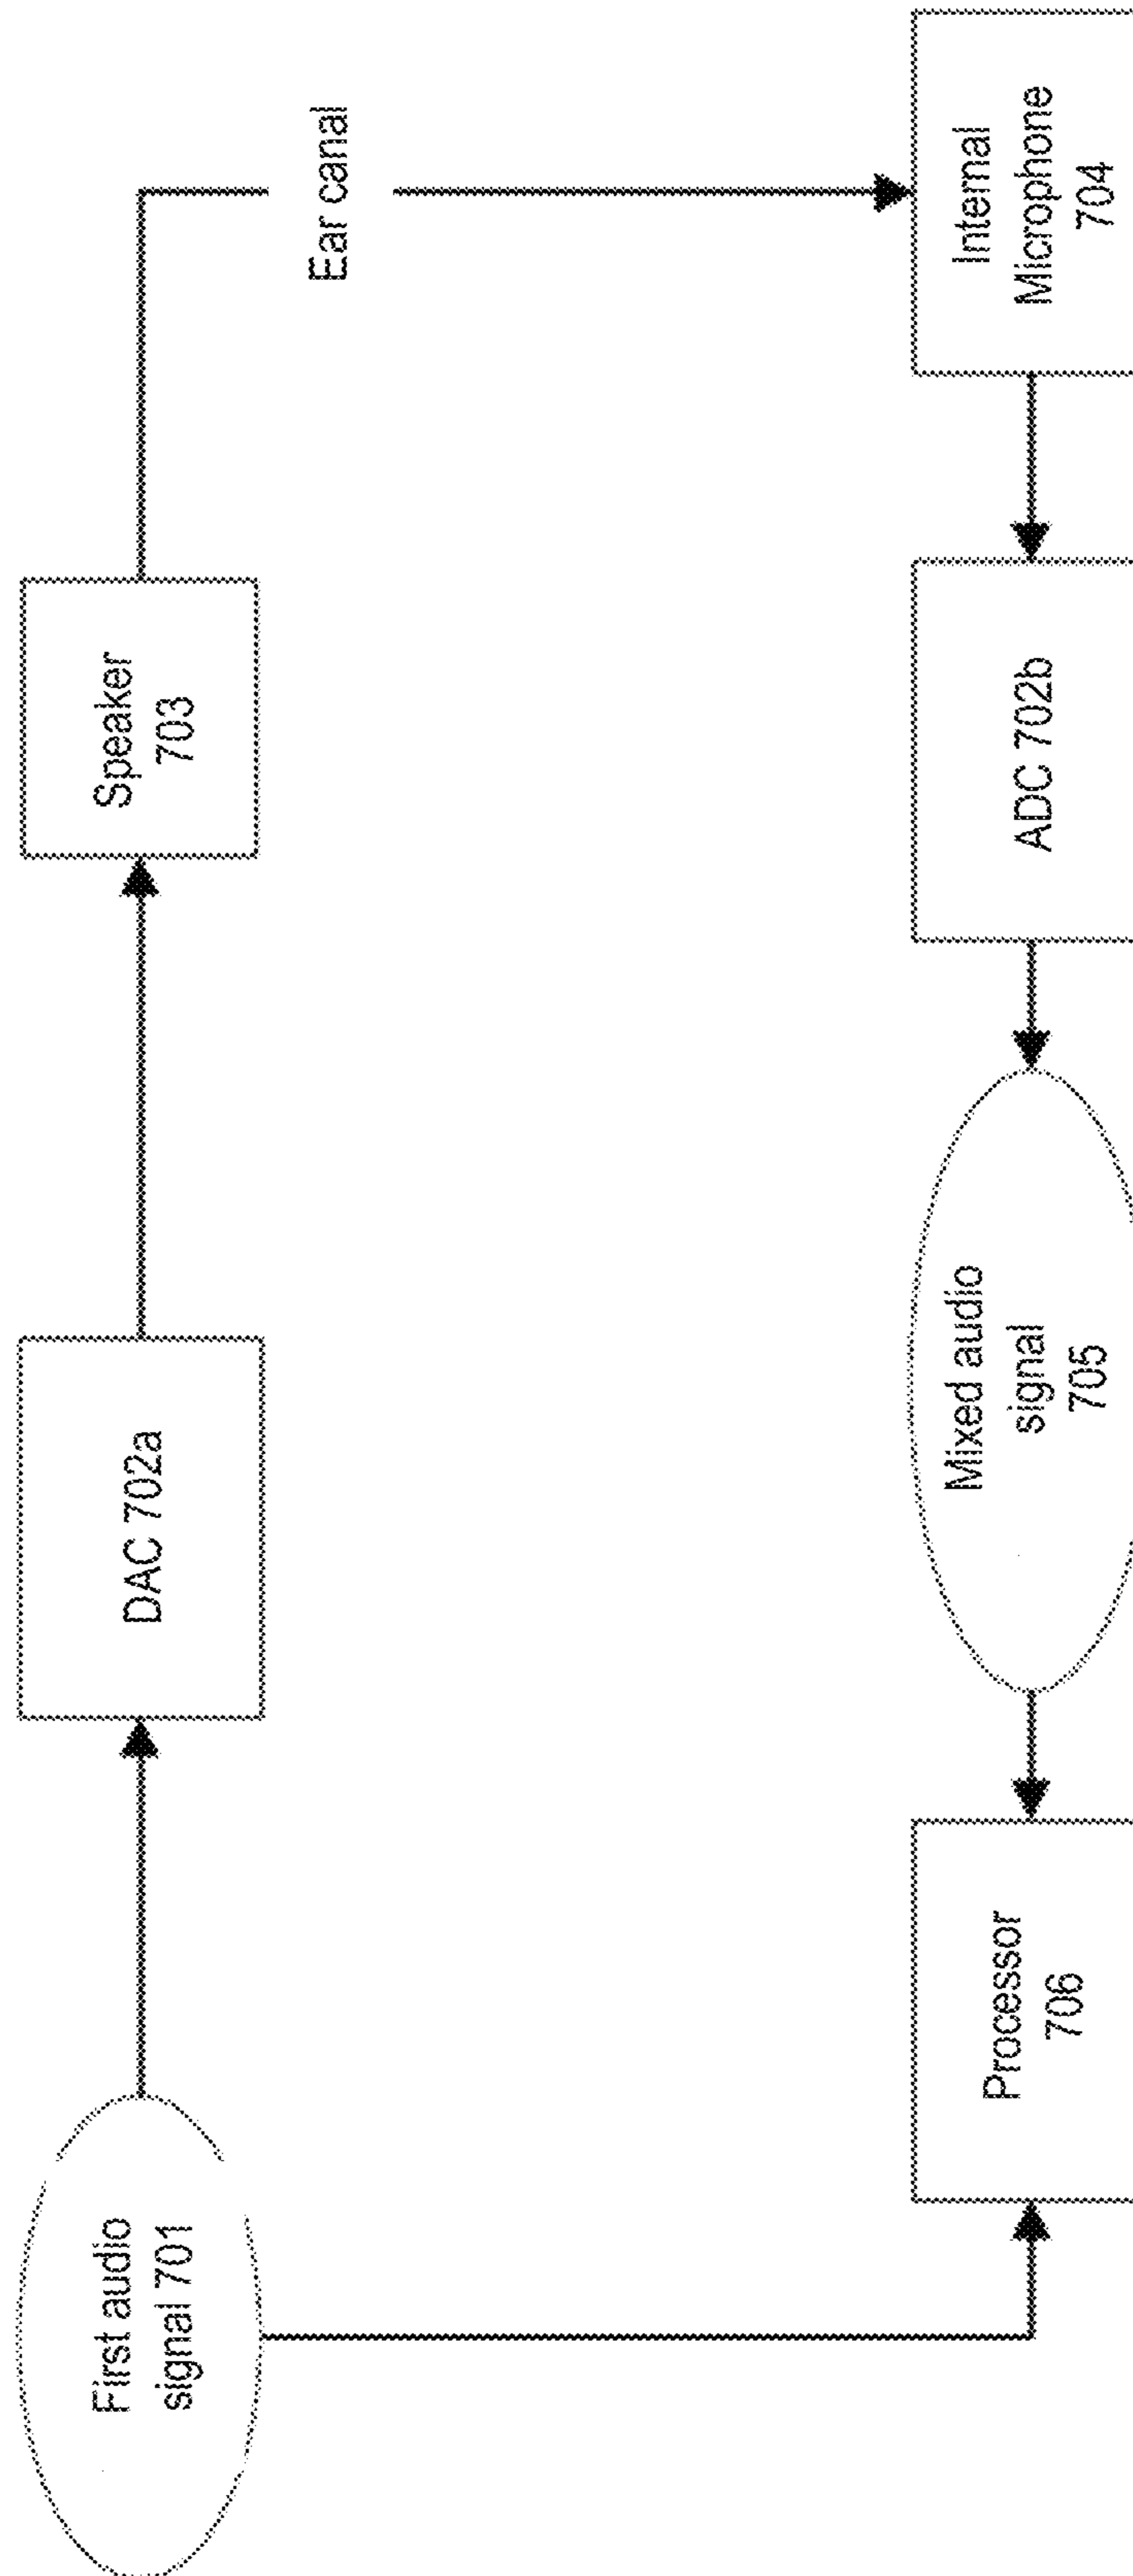 First audio
signal 701
DAC 702a
Speaker
703
Ear canal
Internal
Microphone
704
ADC 702b
Mixed audio
signal
705
Processor
706